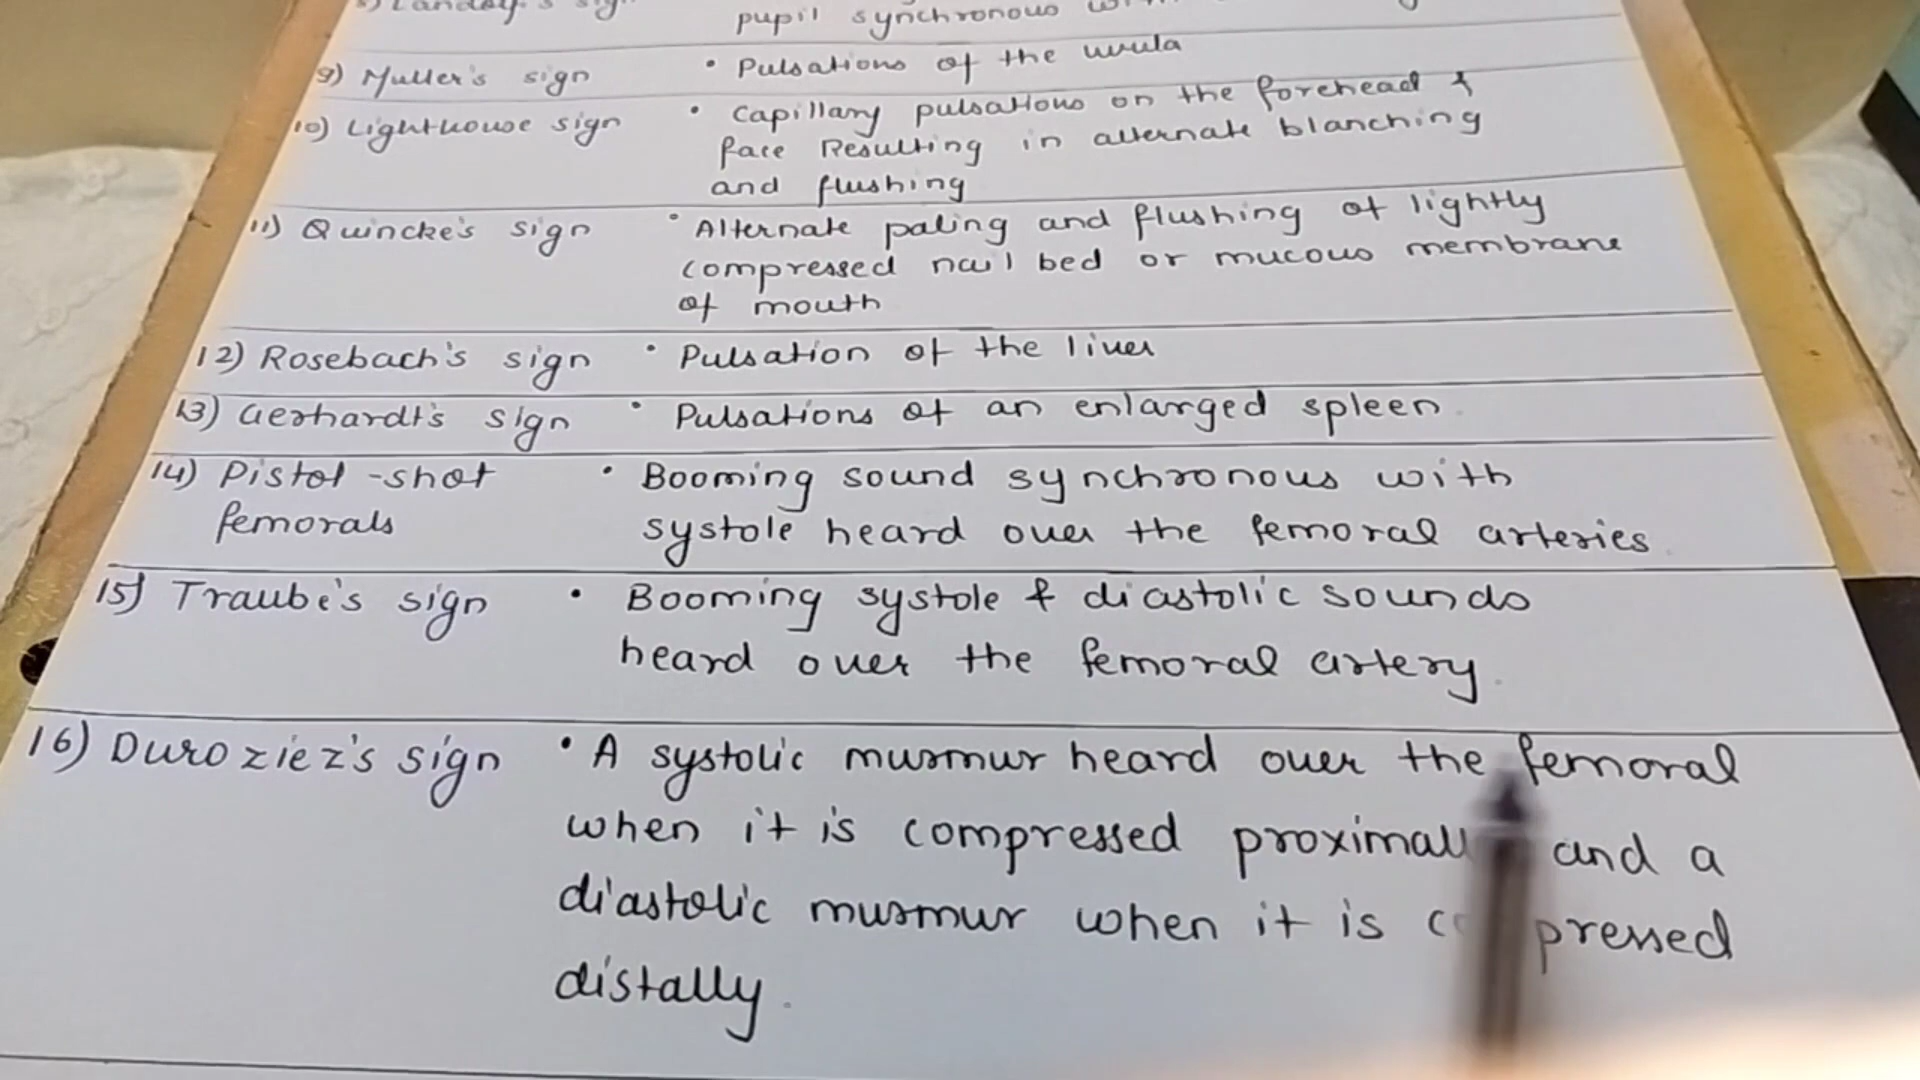 8) Landolfi's sign
pupil synchronous
9) Muller's sign • Pulsations of the uvula
10) Lighthouse sign • Capillary pulsations on the forehead &
face Resulting in alternate blanching
and flushing
11) Quincke's sign • Alternate paling and flushing of lightly
compressed nail bed or mucous membrane
of mouth
12) Rosebach's sign • Pulsation of the liver
13) Gerhardt's sign • Pulsations of an enlarged spleen
14) Pistol-shot • Booming sound synchronous with
femorals systole heard over the femoral arteries
15) Traube's sign • Booming systole & diastolic sounds
heard over the femoral artery.
16) Duroziez's sign • A systolic murmur heard over the femoral
when it is compressed proximally and a
diastolic murmur when it is compressed
distally.